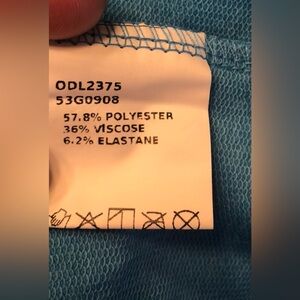 ODL2375
53G0908
57.8% POLYESTER
36% VISCOSE
6.2% ELASTANE